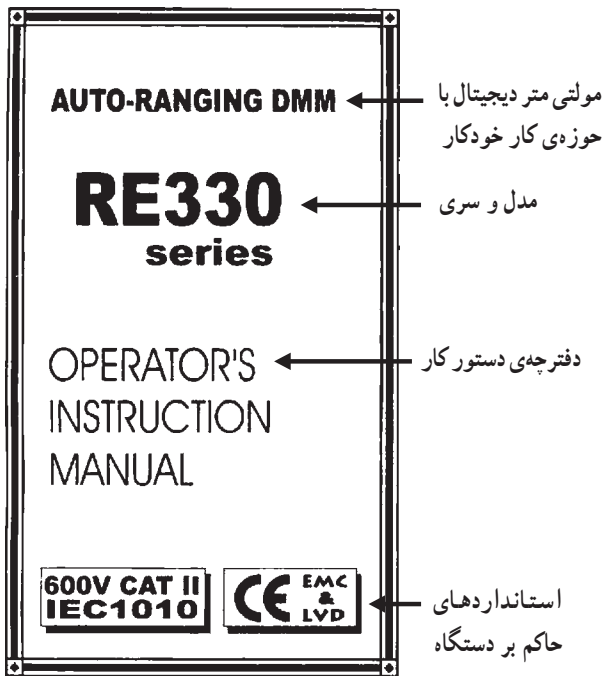 AUTO-RANGING DMM
مولتی متر دیجیتال با
حوزه‌ی کار خودکار
RE330
series
مدل و سری
OPERATOR'S
INSTRUCTION
MANUAL
دفترچه‌ی دستور کار
600V CAT II
IEC1010
CE EMC
&
LVD
استانداردهای
حاکم بر دستگاه